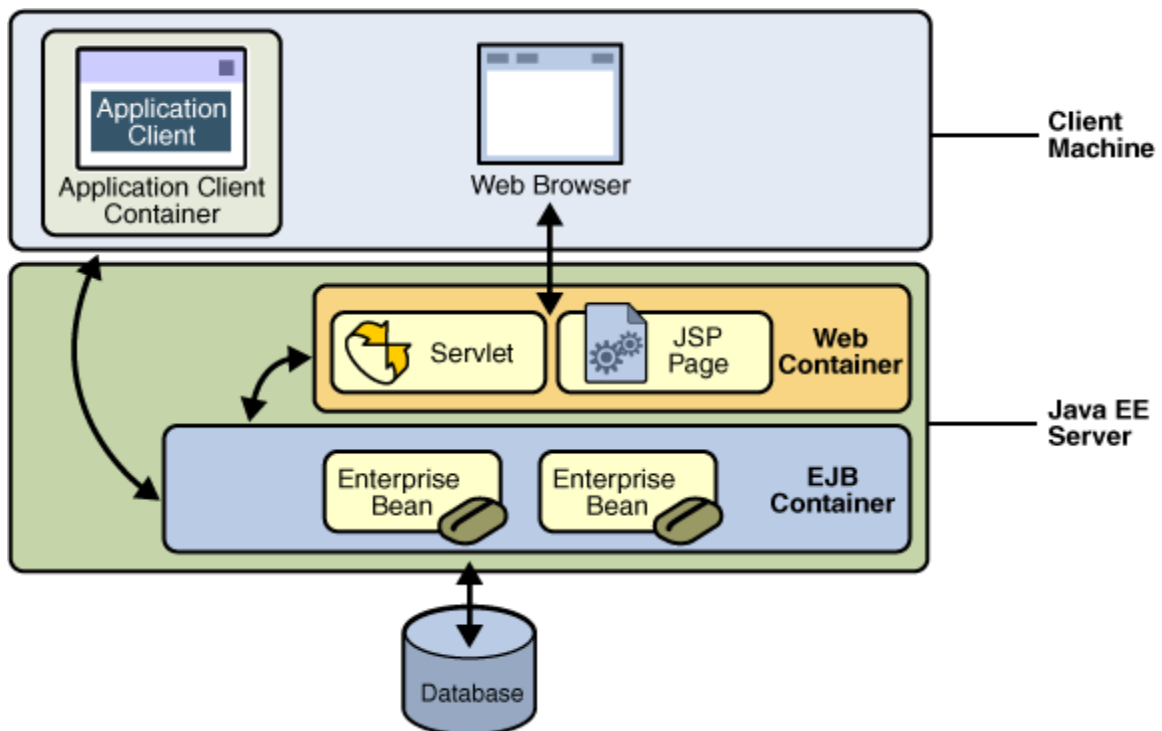 Application
Client
Application Client
Container
Web Browser
Client
Machine
Servlet
JSP
Page
Web
Container
Java EE
Server
Enterprise
Bean
Enterprise
Bean
EJB
Container
Database